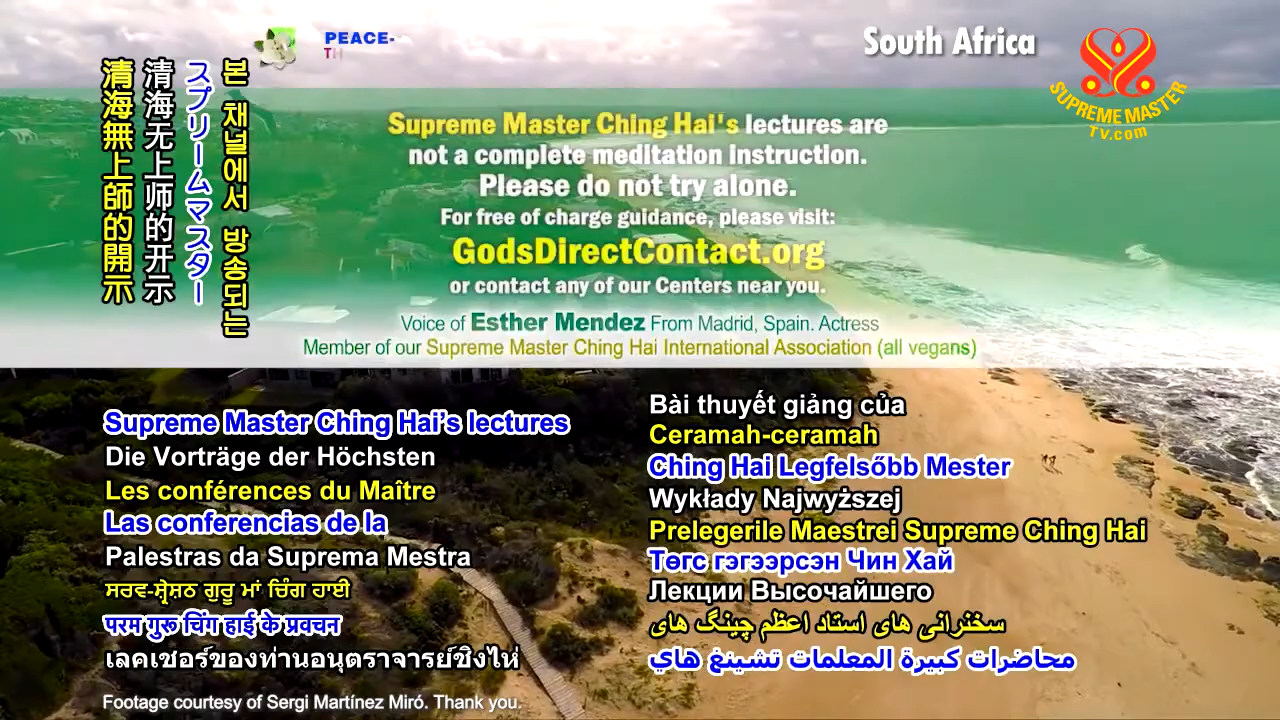 PEACE-
TH
South Africa
SUPREME MASTER
TV.com
清海無上師的開示
清海无上师的开示
スプリームマスター
본 채널에서 방송되는
Supreme Master Ching Hai's lectures are
not a complete meditation instruction.
Please do not try alone.
For free of charge guidance, please visit:
GodsDirectContact.org
or contact any of our Centers near you.
Voice of Esther Mendez From Madrid, Spain. Actress
Member of our Supreme Master Ching Hai International Association (all vegans)
Supreme Master Ching Hai’s lectures
Die Vorträge der Höchsten
Les conférences du Maître
Las conferencias de la
Palestras da Suprema Mestra
ਸਰਵ-ਸ਼੍ਰੇਸ਼ਠ ਗੁਰੂ ਮਾਂ ਚਿੰਗ ਹਾਈ
परम गुरू चिंग हाई के प्रवचन
เลคเชอร์ของท่านอนุตราจารย์ชิงไห่
Bài thuyết giảng của
Ceramah-ceramah
Ching Hai Legfelsőbb Mester
Wykłady Najwyższej
Prelegerile Maestrei Supreme Ching Hai
Төгс гэгээрсэн Чин Хай
Лекции Высочайшего
سخنرانی های استاد اعظم چینگ های
محاضرات كبيرة المعلمات تشينغ هاي
Footage courtesy of Sergi Martínez Miró. Thank you.